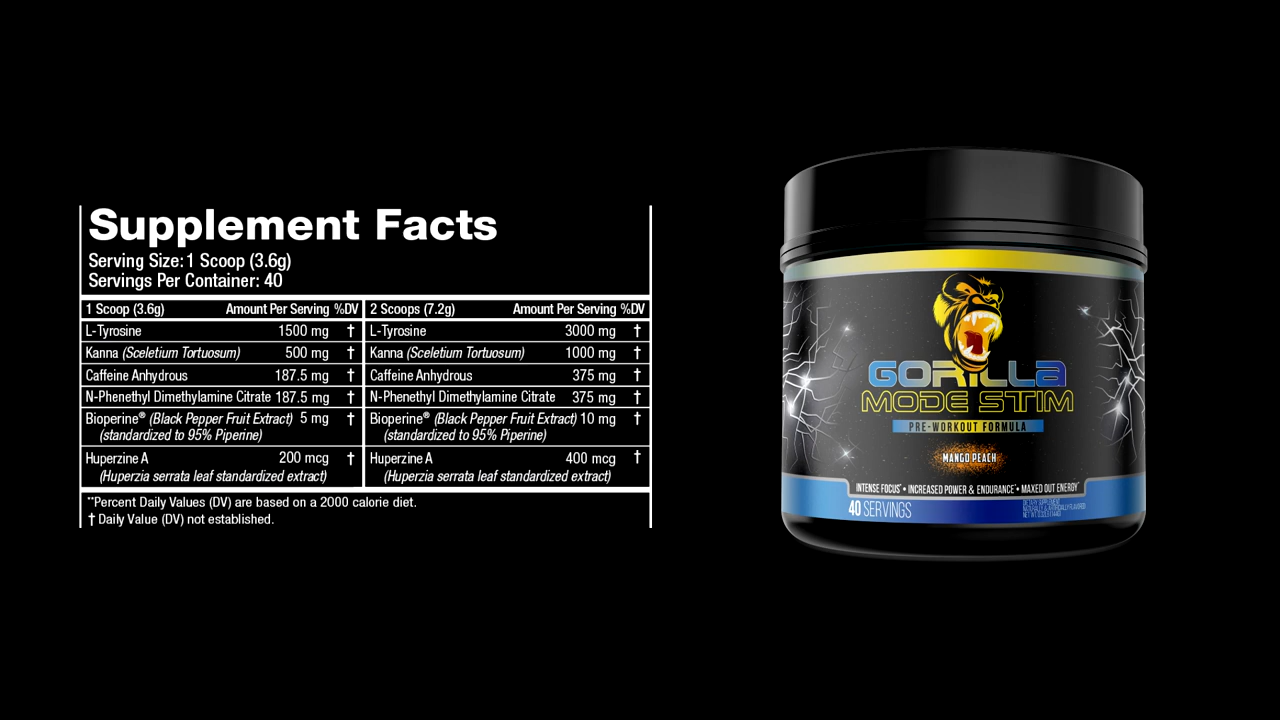 Supplement Facts
Serving Size: 1 Scoop (3.6g)
Servings Per Container: 40
1 Scoop (3.6g) Amount Per Serving %DV 2 Scoops (7.2g) Amount Per Serving %DV
L-Tyrosine 1500 mg † L-Tyrosine 3000 mg †
Kanna (Sceletium Tortuosum) 500 mg † Kanna (Sceletium Tortuosum) 1000 mg †
Caffeine Anhydrous 187.5 mg † Caffeine Anhydrous 375 mg †
N-Phenethyl Dimethylamine Citrate 187.5 mg † N-Phenethyl Dimethylamine Citrate 375 mg †
Bioperine® (Black Pepper Fruit Extract) 5 mg † Bioperine® (Black Pepper Fruit Extract) 10 mg †
(standardized to 95% Piperine) (standardized to 95% Piperine)
Huperzine A 200 mcg † Huperzine A 400 mcg †
(Huperzia serrata leaf standardized extract) (Huperzia serrata leaf standardized extract)
**Percent Daily Values (DV) are based on a 2000 calorie diet.
† Daily Value (DV) not established.
GORILLA
MODE STIM
PRE-WORKOUT FORMULA
MANGO PEACH
INTENSE FOCUS* • INCREASED POWER & ENDURANCE* • MAXED OUT ENERGY*
40 SERVINGS
DIETARY SUPPLEMENT
NATURALLY & ARTIFICIALLY FLAVORED